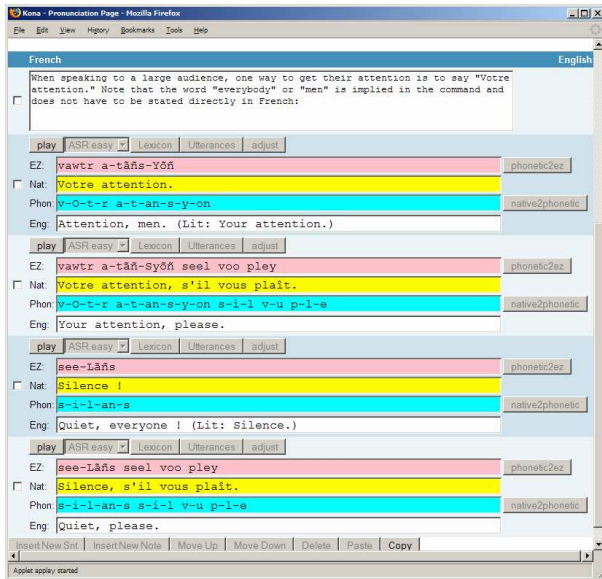 Kona - Pronunciation Page - Mozilla Firefox
File Edit View History Bookmarks Tools Help
French English
When speaking to a large audience, one way to get their attention is to say "Votre
attention." Note that the word "everybody" or "men" is implied in the command and
does not have to be stated directly in French:
play ASR easy Lexicon Utterances adjust
EZ: vawtr a-tãñs-Yõñ phonetic2ez
Nat: Votre attention.
Phon: v-O-t-r a-t-an-s-y-on native2phonetic
Eng: Attention, men. (Lit: Your attention.)
play ASR easy Lexicon Utterances adjust
EZ: vawtr a-tãñ-Syõñ seel voo pley phonetic2ez
Nat: Votre attention, s'il vous plaît.
Phon: v-O-t-r a-t-an-s-y-on s-i-l v-u p-l-e native2phonetic
Eng: Your attention, please.
play ASR easy Lexicon Utterances adjust
EZ: see-Lãñs phonetic2ez
Nat: Silence !
Phon: s-i-l-an-s native2phonetic
Eng: Quiet, everyone ! (Lit: Silence.)
play ASR easy Lexicon Utterances adjust
EZ: see-Lãñs seel voo pley phonetic2ez
Nat: Silence, s'il vous plaît.
Phon: s-i-l-an-s s-i-l v-u p-l-e native2phonetic
Eng: Quiet, please.
Insert New Snt Insert New Note Move Up Move Down Delete Paste Copy
Applet applay started